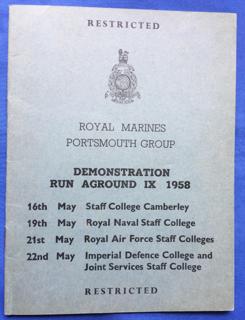 RESTRICTED
ROYAL MARINES
PORTSMOUTH GROUP
DEMONSTRATION
RUN AGROUND IX 1958
16th May Staff College Camberley
19th May Royal Naval Staff College
21st May Royal Air Force Staff Colleges
22nd May Imperial Defence College and
Joint Services Staff College
RESTRICTED